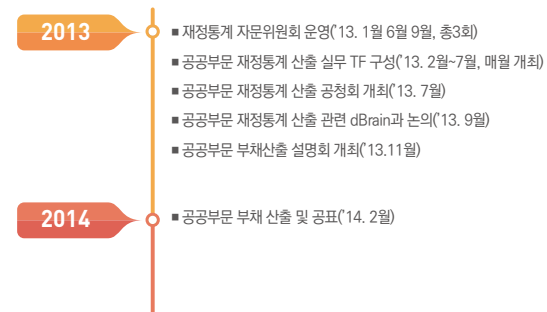 2013
■ 재정통계 자문위원회 운영('13. 1월 6월 9월, 총3회)
■ 공공부문 재정통계 산출 실무 TF 구성('13. 2월~7월, 매월 개최)
■ 공공부문 재정통계 산출 공청회 개최('13. 7월)
■ 공공부문 재정통계 산출 관련 dBrain과 논의('13. 9월)
■ 공공부문 부채산출 설명회 개최('13.11월)
2014
■ 공공부문 부채 산출 및 공표('14. 2월)